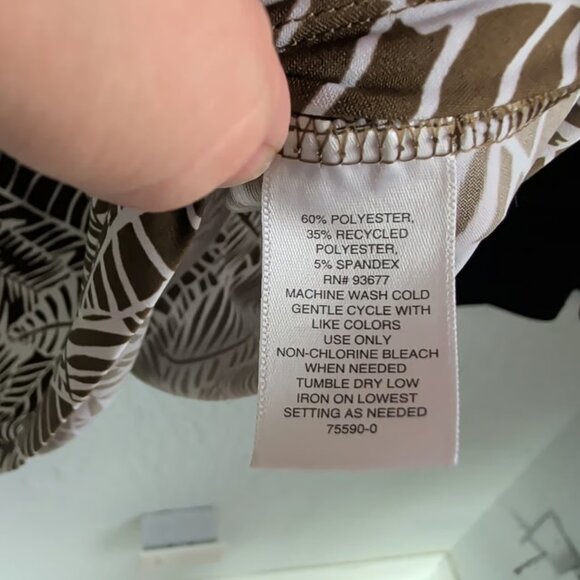 60% POLYESTER,
35% RECYCLED
POLYESTER,
5% SPANDEX
RN# 93677
MACHINE WASH COLD
GENTLE CYCLE WITH
LIKE COLORS
USE ONLY
NON-CHLORINE BLEACH
WHEN NEEDED
TUMBLE DRY LOW
IRON ON LOWEST
SETTING AS NEEDED
75590-0